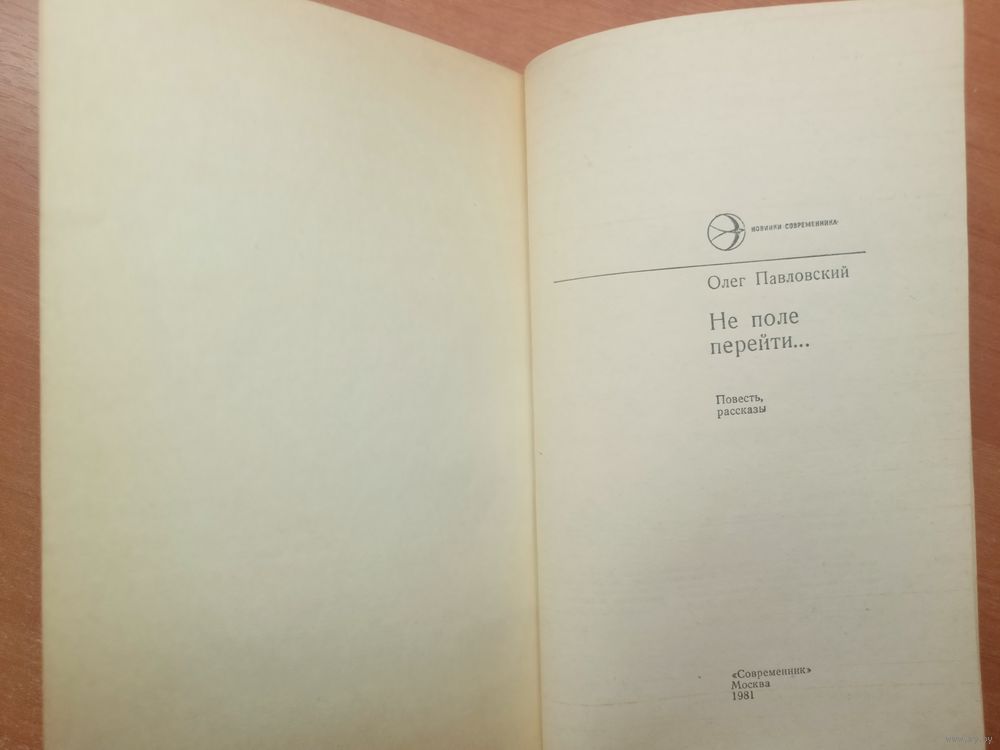 НОВИНКИ «СОВРЕМЕННИКА»
Олег Павловский
Не поле
перейти...
Повесть,
рассказы
«Современник»
Москва
1981